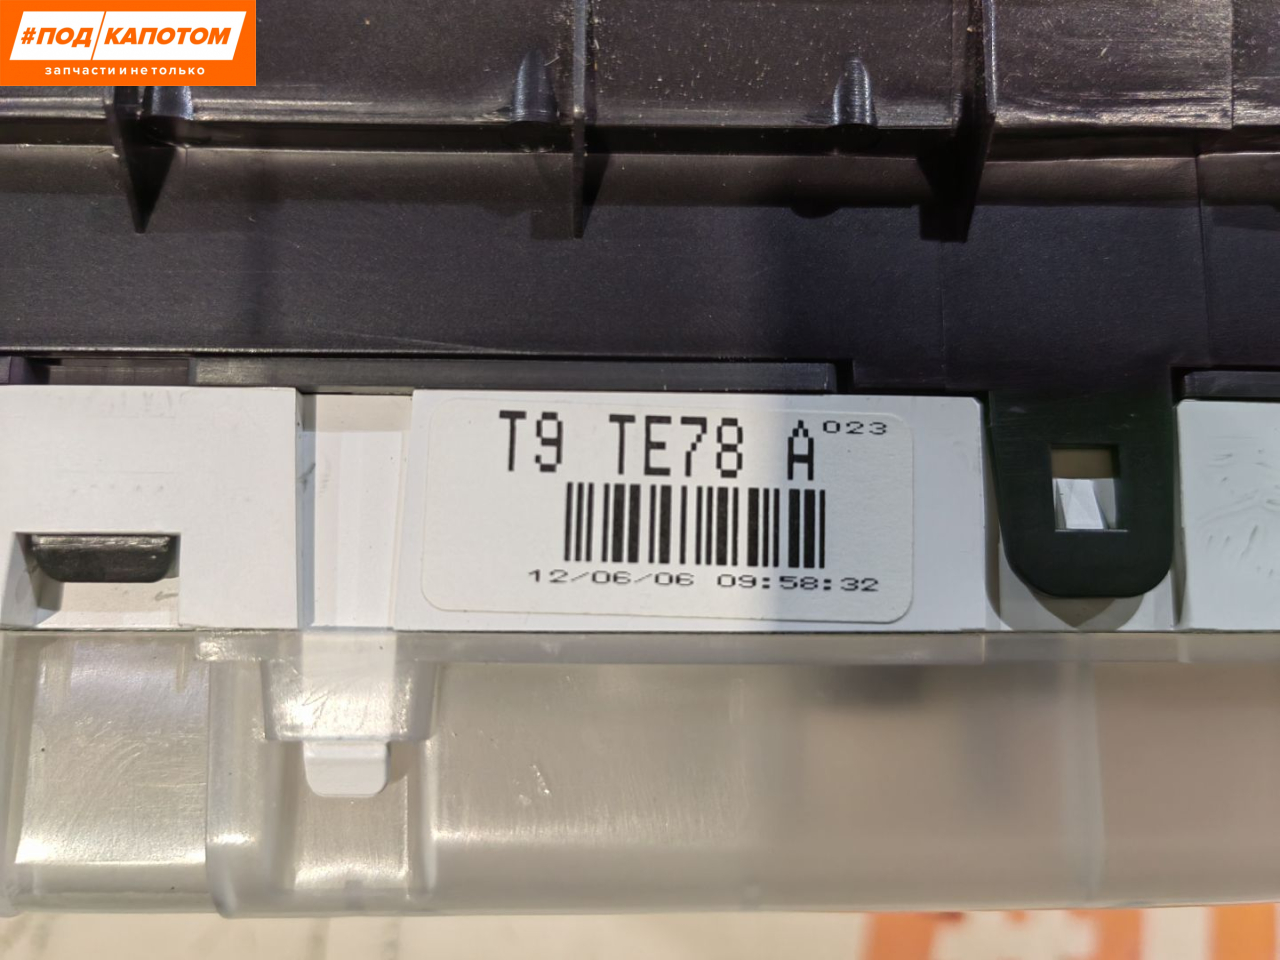 #ПОД КАПОТОМ
запчасти и не только
T9 TE78 A 023
12/06/06 09:58:32